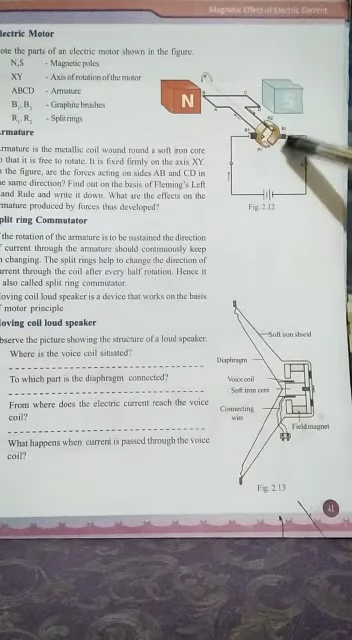 Magnetic Effect of Electric Current
lectric Motor
ote the parts of an electric motor shown in the figure.
N,S - Magnetic poles
XY - Axis of rotation of the motor
ABCD - Armature
B₁, B₂ - Graphite brushes
R₁, R₂ - Split rings
N
S
rmature
rmature is the metallic coil wound round a soft iron core
that it is free to rotate. It is fixed firmly on the axis XY.
the figure, are the forces acting on sides AB and CD in
e same direction? Find out on the basis of Fleming's Left
and Rule and write it down. What are the effects on the
mature produced by forces thus developed?
Fig. 2.12
plit ring Commutator
the rotation of the armature is to be sustained the direction
current through the armature should continuously keep
changing. The split rings help to change the direction of
rrent through the coil after every half rotation. Hence it
also called split ring commutator.
oving coil loud speaker is a device that works on the basis
motor principle
oving coil loud speaker
bserve the picture showing the structure of a loud speaker.
Where is the voice coil situated?
To which part is the diaphragm connected?
From where does the electric current reach the voice
coil?
What happens when current is passed through the voice
coil?
Soft iron shield
Diaphragm
Voice coil
Soft iron core
Connecting
wire
Field magnet
Fig. 2.13
41